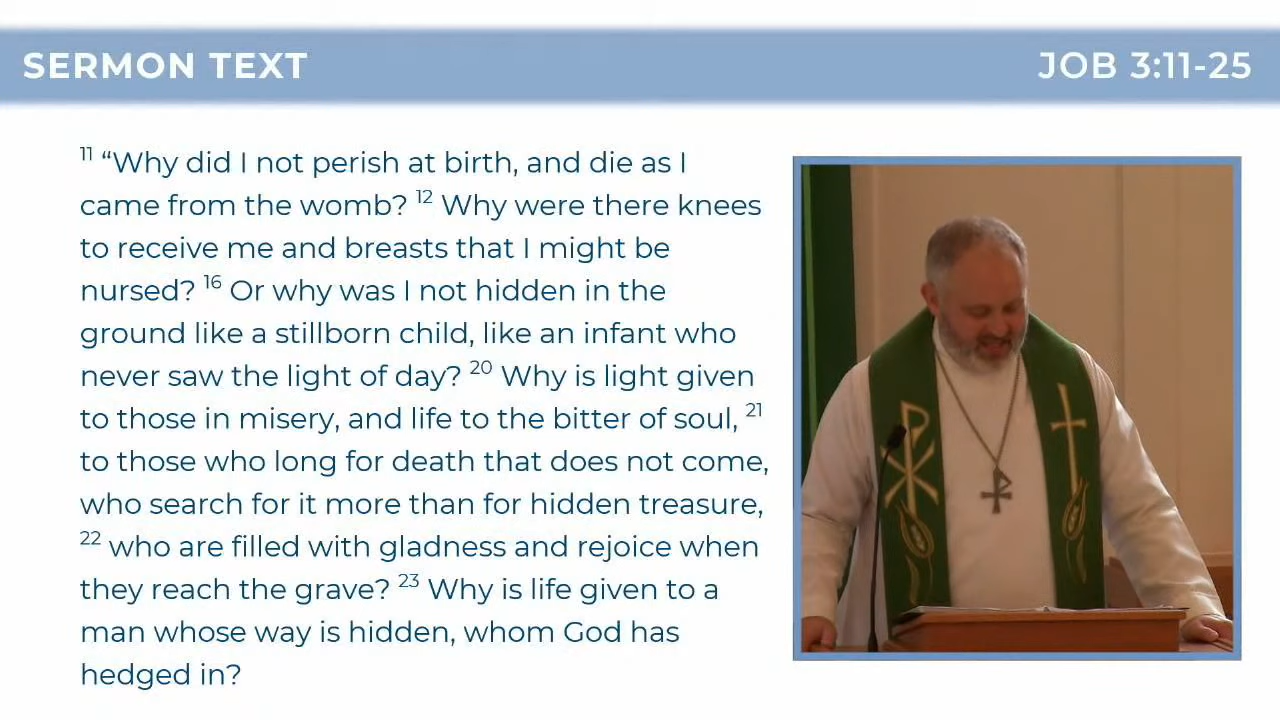 SERMON TEXT
JOB 3:11-25
11 “Why did I not perish at birth, and die as I
came from the womb? 12 Why were there knees
to receive me and breasts that I might be
nursed? 16 Or why was I not hidden in the
ground like a stillborn child, like an infant who
never saw the light of day? 20 Why is light given
to those in misery, and life to the bitter of soul, 21
to those who long for death that does not come,
who search for it more than for hidden treasure,
22 who are filled with gladness and rejoice when
they reach the grave? 23 Why is life given to a
man whose way is hidden, whom God has
hedged in?